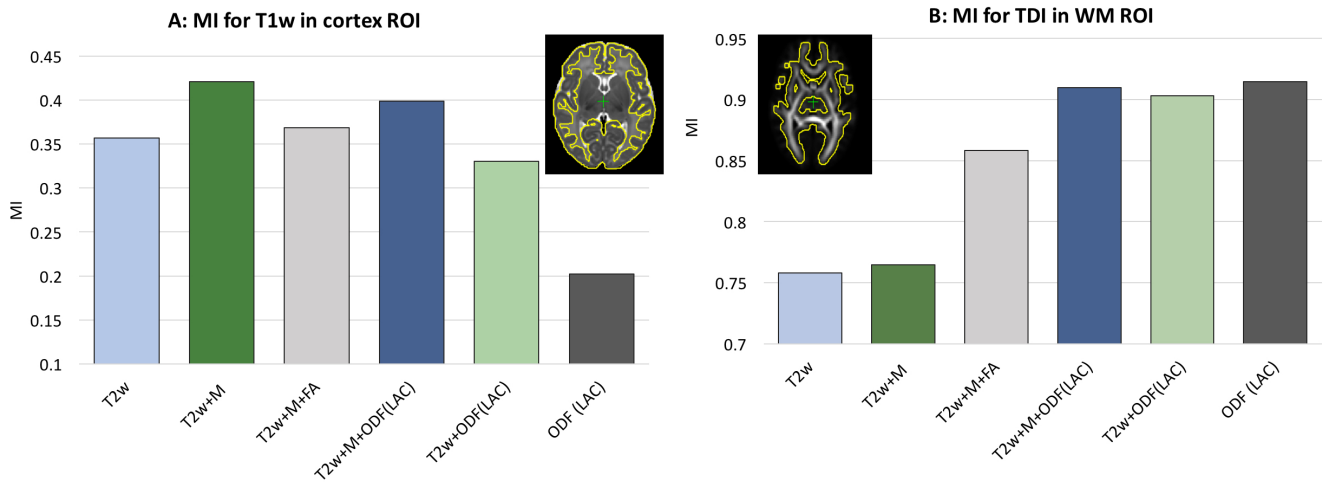 A: MI for T1w in cortex ROI
0.45
0.4
0.35
0.3
0.25
0.2
0.15
0.1
MI
T2w
T2w+M
T2w+M+FA
T2w+M+ODF(LAC)
T2w+ODF(LAC)
ODF (LAC)
B: MI for TDI in WM ROI
0.95
0.9
0.85
0.8
0.75
0.7
MI
T2w
T2w+M
T2w+M+FA
T2w+M+ODF(LAC)
T2w+ODF(LAC)
ODF (LAC)